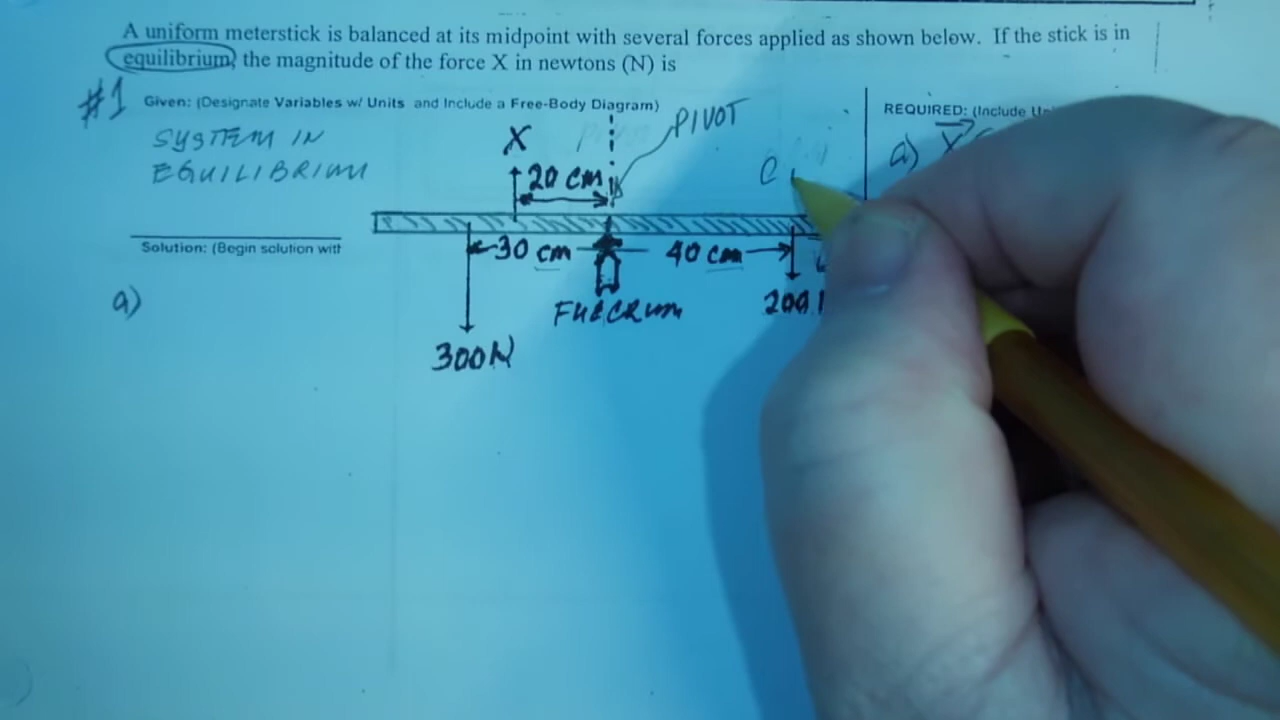 A uniform meterstick is balanced at its midpoint with several forces applied as shown below. If the stick is in
equilibrium, the magnitude of the force X in newtons (N) is
#1 Given: (Designate Variables w/ Units and Include a Free-Body Diagram)
REQUIRED: (Include
SYSTEM IN
EQUILIBRIUM
X
PIVOT
a) X
20 cm
30 cm
40 cm
Solution: (Begin solution with
a)
FULCRUM
300N